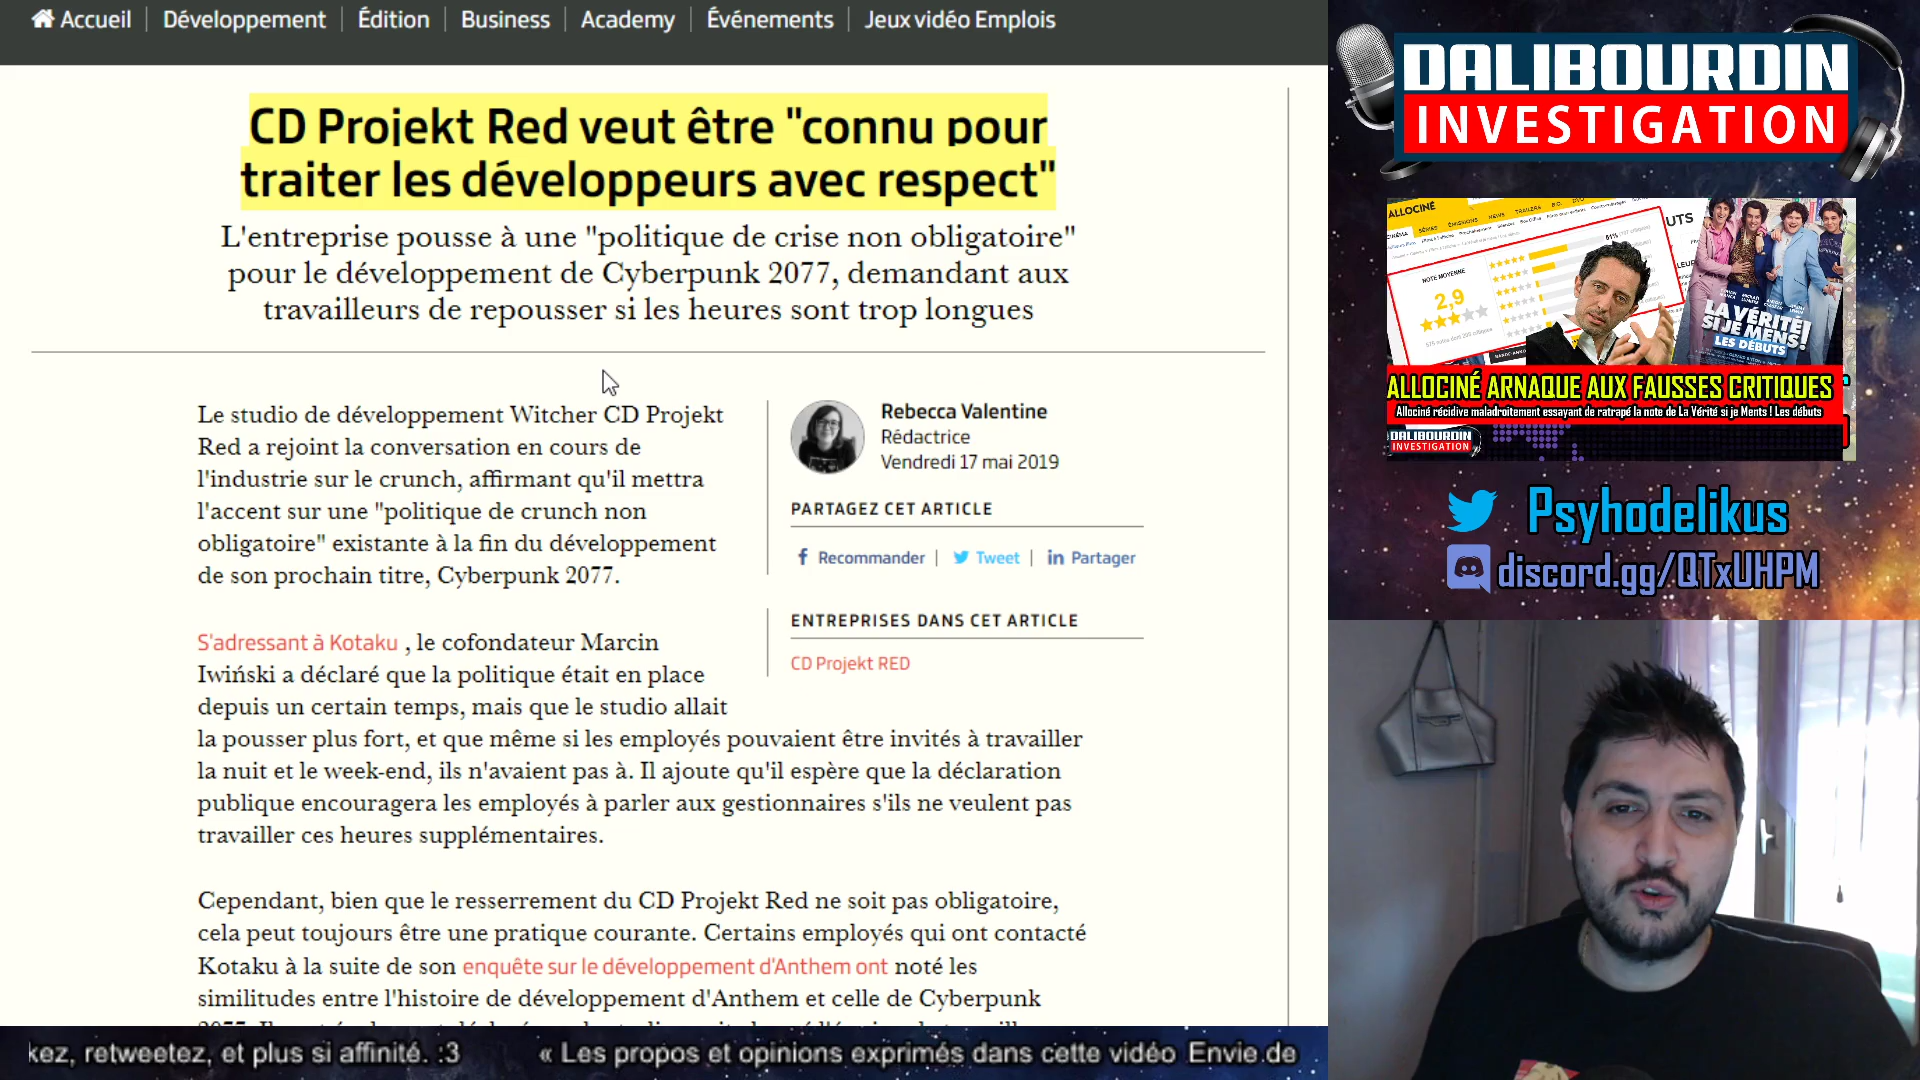 Accueil
Développement
Édition
Business
Academy
Événements
Jeux vidéo Emplois
CD Projekt Red veut être "connu pour
traiter les développeurs avec respect"
L'entreprise pousse à une "politique de crise non obligatoire"
pour le développement de Cyberpunk 2077, demandant aux
travailleurs de repousser si les heures sont trop longues
Le studio de développement Witcher CD Projekt
Red a rejoint la conversation en cours de
l'industrie sur le crunch, affirmant qu'il mettra
l'accent sur une "politique de crunch non
obligatoire" existante à la fin du développement
de son prochain titre, Cyberpunk 2077.
S'adressant à Kotaku , le cofondateur Marcin
Iwiński a déclaré que la politique était en place
depuis un certain temps, mais que le studio allait
la pousser plus fort, et que même si les employés pouvaient être invités à travailler
la nuit et le week-end, ils n'avaient pas à. Il ajoute qu'il espère que la déclaration
publique encouragera les employés à parler aux gestionnaires s'ils ne veulent pas
travailler ces heures supplémentaires.
Cependant, bien que le resserrement du CD Projekt Red ne soit pas obligatoire,
cela peut toujours être une pratique courante. Certains employés qui ont contacté
Kotaku à la suite de son enquête sur le développement d'Anthem ont noté les
similitudes entre l'histoire de développement d'Anthem et celle de Cyberpunk
Rebecca Valentine
Rédactrice
Vendredi 17 mai 2019
PARTAGEZ CET ARTICLE
Recommander
Tweet
Partager
ENTREPRISES DANS CET ARTICLE
CD Projekt RED
DALIBOURDIN
INVESTIGATION
ALLOCINÉ
NOTE MOYENNE
2,9
LA VÉRITÉ
SI JE MENS!
LES DÉBUTS
ALLOCINÉ ARNAQUE AUX FAUSSES CRITIQUES
Allociné récidive maladroitement essayant de ratrapé la note de La Vérité si je Ments ! Les débuts
DALIBOURDIN
INVESTIGATION
Psyhodelikus
discord.gg/QTxUHPM
kez, retweetez, et plus si affinité. :3
« Les propos et opinions exprimés dans cette vidéo Envie.de